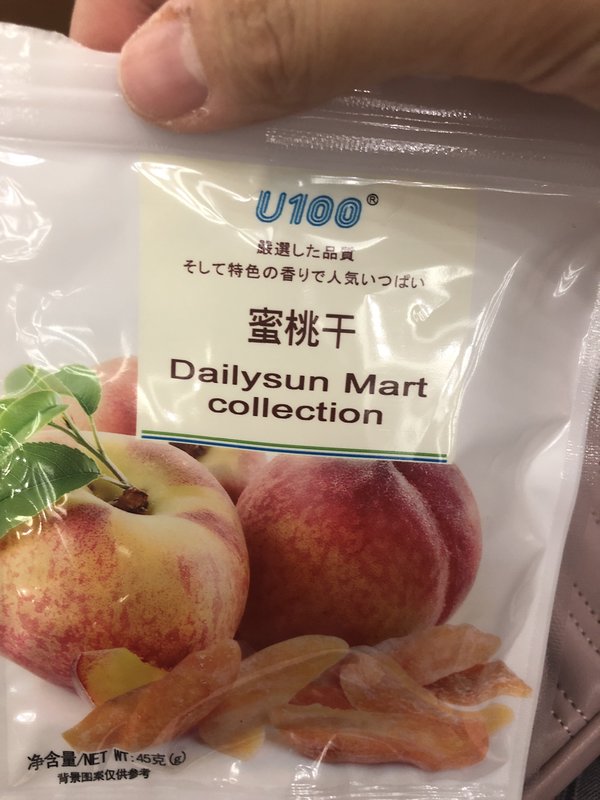 U100®
嚴選した品質
そして特色の香りで人気いつぱい
蜜桃干
Dailysun Mart
collection
净含量/NET WT:45克(g)
背景图案仅供参考